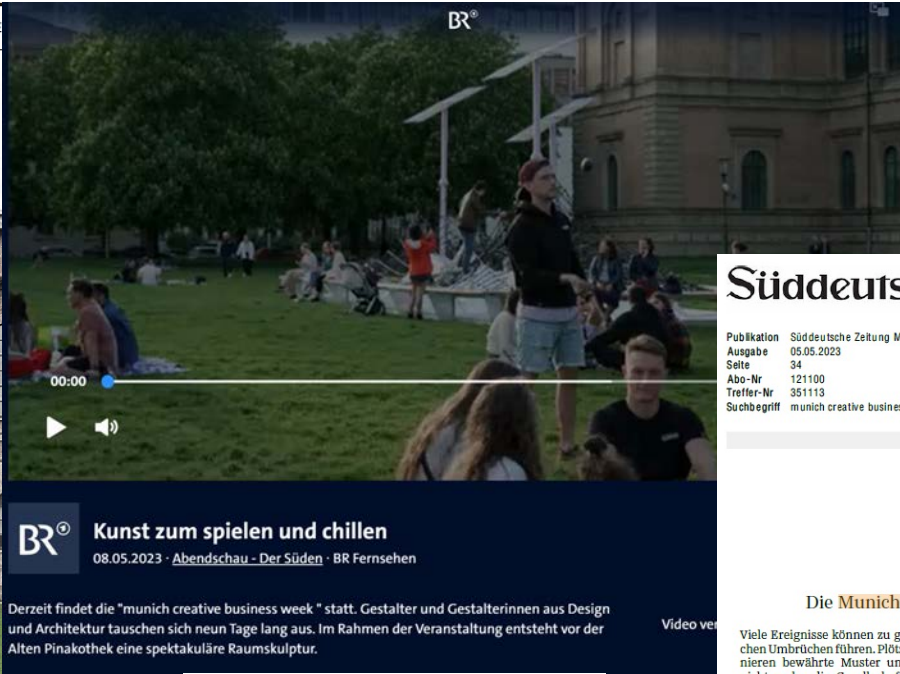 BR
00:00
BR
Kunst zum spielen und chillen
08.05.2023 · Abendschau - Der Süden · BR Fernsehen
Derzeit findet die "munich creative business week " statt. Gestalter und Gestalterinnen aus Design
und Architektur tauschen sich neun Tage lang aus. Im Rahmen der Veranstaltung entsteht vor der
Alten Pinakothek eine spektakuläre Raumskulptur.
Video
Süddeuts
Publikation Süddeutsche Zeitung M
Ausgabe 05.05.2023
Seite 34
Abo-Nr 121100
Treffer-Nr 351113
Suchbegriff munich creative busines
Die Munich
Viele Ereignisse können zu g
chen Umbrüchen führen. Plöt
nieren bewährte Muster un